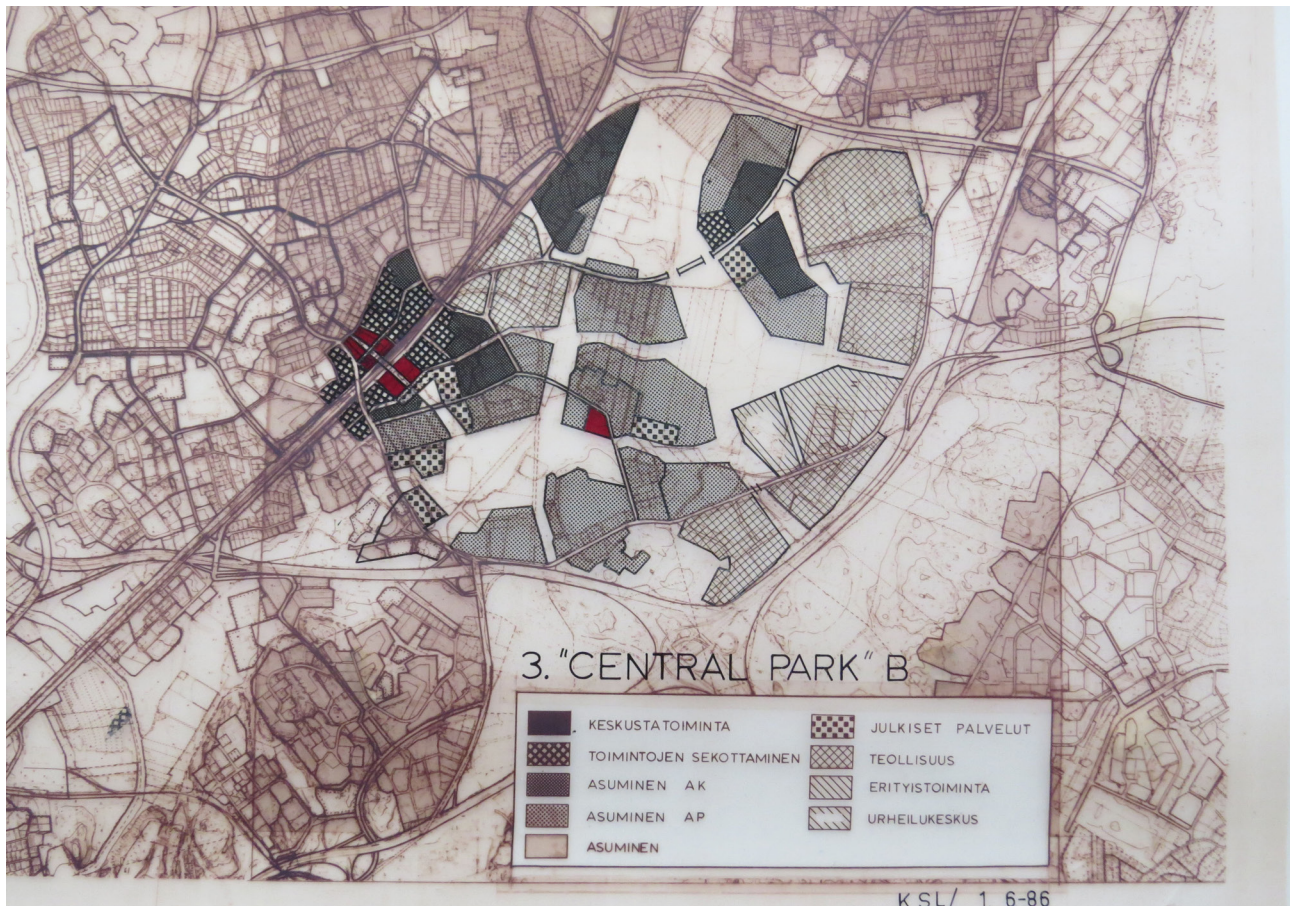 3. "CENTRAL PARK" B
KESKUSTATOIMINTA
TOIMINTOJEN SEKOTTAMINEN
ASUMINEN AK
ASUMINEN AP
ASUMINEN
JULKISET PALVELUT
TEOLLISUUS
ERITYISTOIMINTA
URHEILUKESKUS
KSL/ 1 6-86